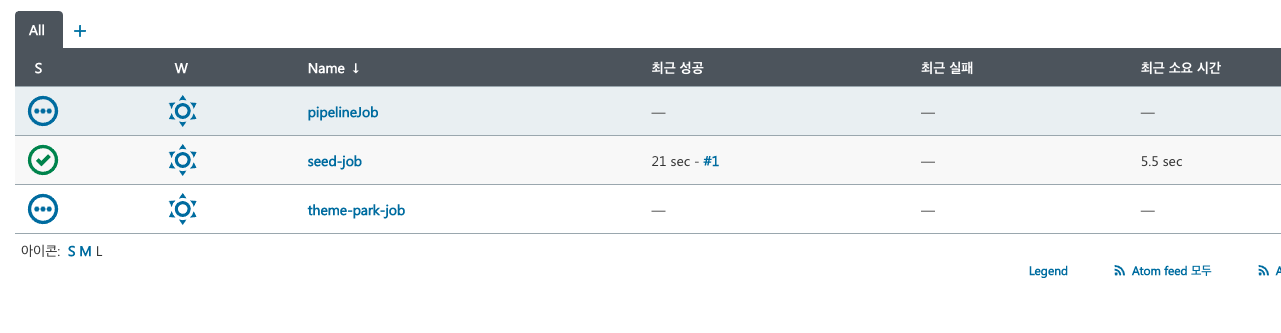 All +
S W Name ↓ 최근 성공 최근 실패 최근 소요 시간
pipelineJob — — —
seed-job 21 sec - #1 — 5.5 sec
theme-park-job — — —
아이콘: S M L
Legend Atom feed 모두 A